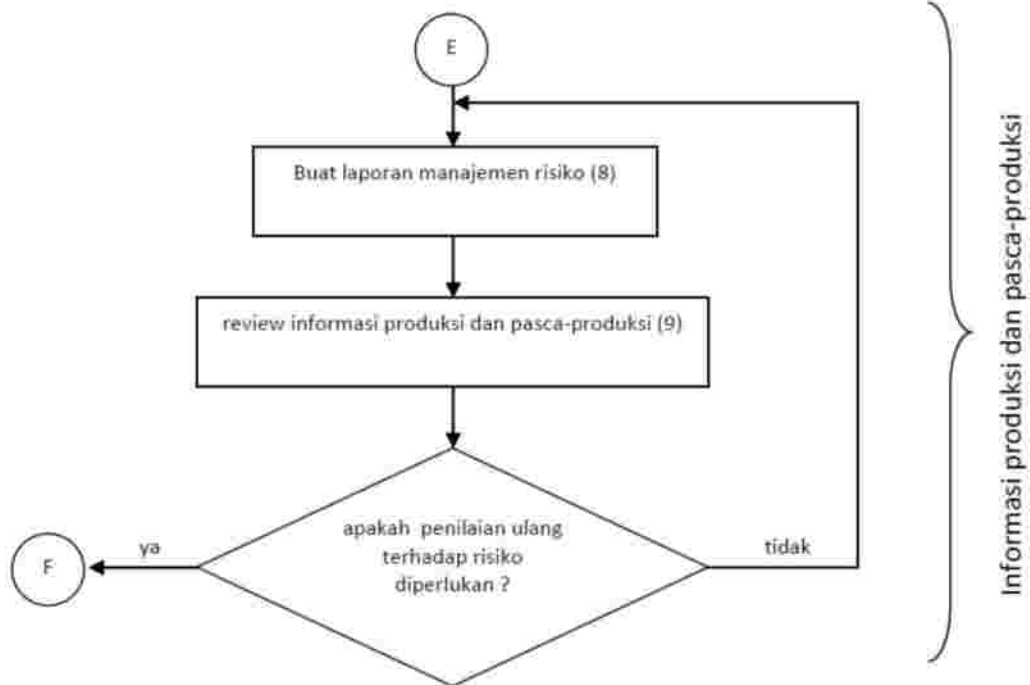 E
Buat laporan manajemen risiko (8)
review informasi produksi dan pasca-produksi (9)
apakah penilaian ulang
terhadap risiko
diperlukan ?
ya
tidak
F
Informasi produksi dan pasca-produksi